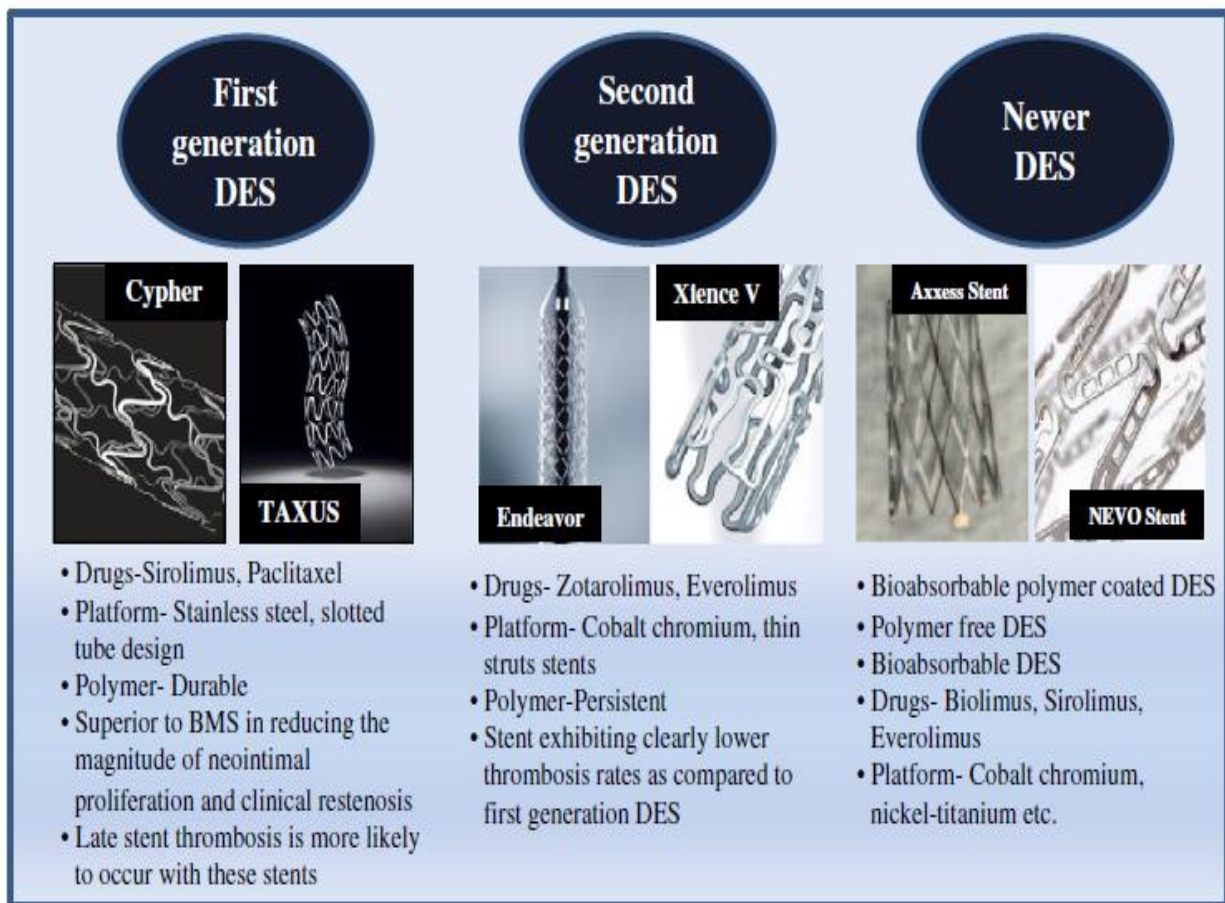 First
generation
DES
Second
generation
DES
Newer
DES
Cypher
TAXUS
Endeavor
Xlence V
Axxess Stent
NEVO Stent
• Drugs-Sirolimus, Paclitaxel
• Platform- Stainless steel, slotted
tube design
• Polymer- Durable
• Superior to BMS in reducing the
magnitude of neointimal
proliferation and clinical restenosis
• Late stent thrombosis is more likely
to occur with these stents
• Drugs- Zotarolimus, Everolimus
• Platform- Cobalt chromium, thin
struts stents
• Polymer-Persistent
• Stent exhibiting clearly lower
thrombosis rates as compared to
first generation DES
• Bioabsorbable polymer coated DES
• Polymer free DES
• Bioabsorbable DES
• Drugs- Biolimus, Sirolimus,
Everolimus
• Platform- Cobalt chromium,
nickel-titanium etc.